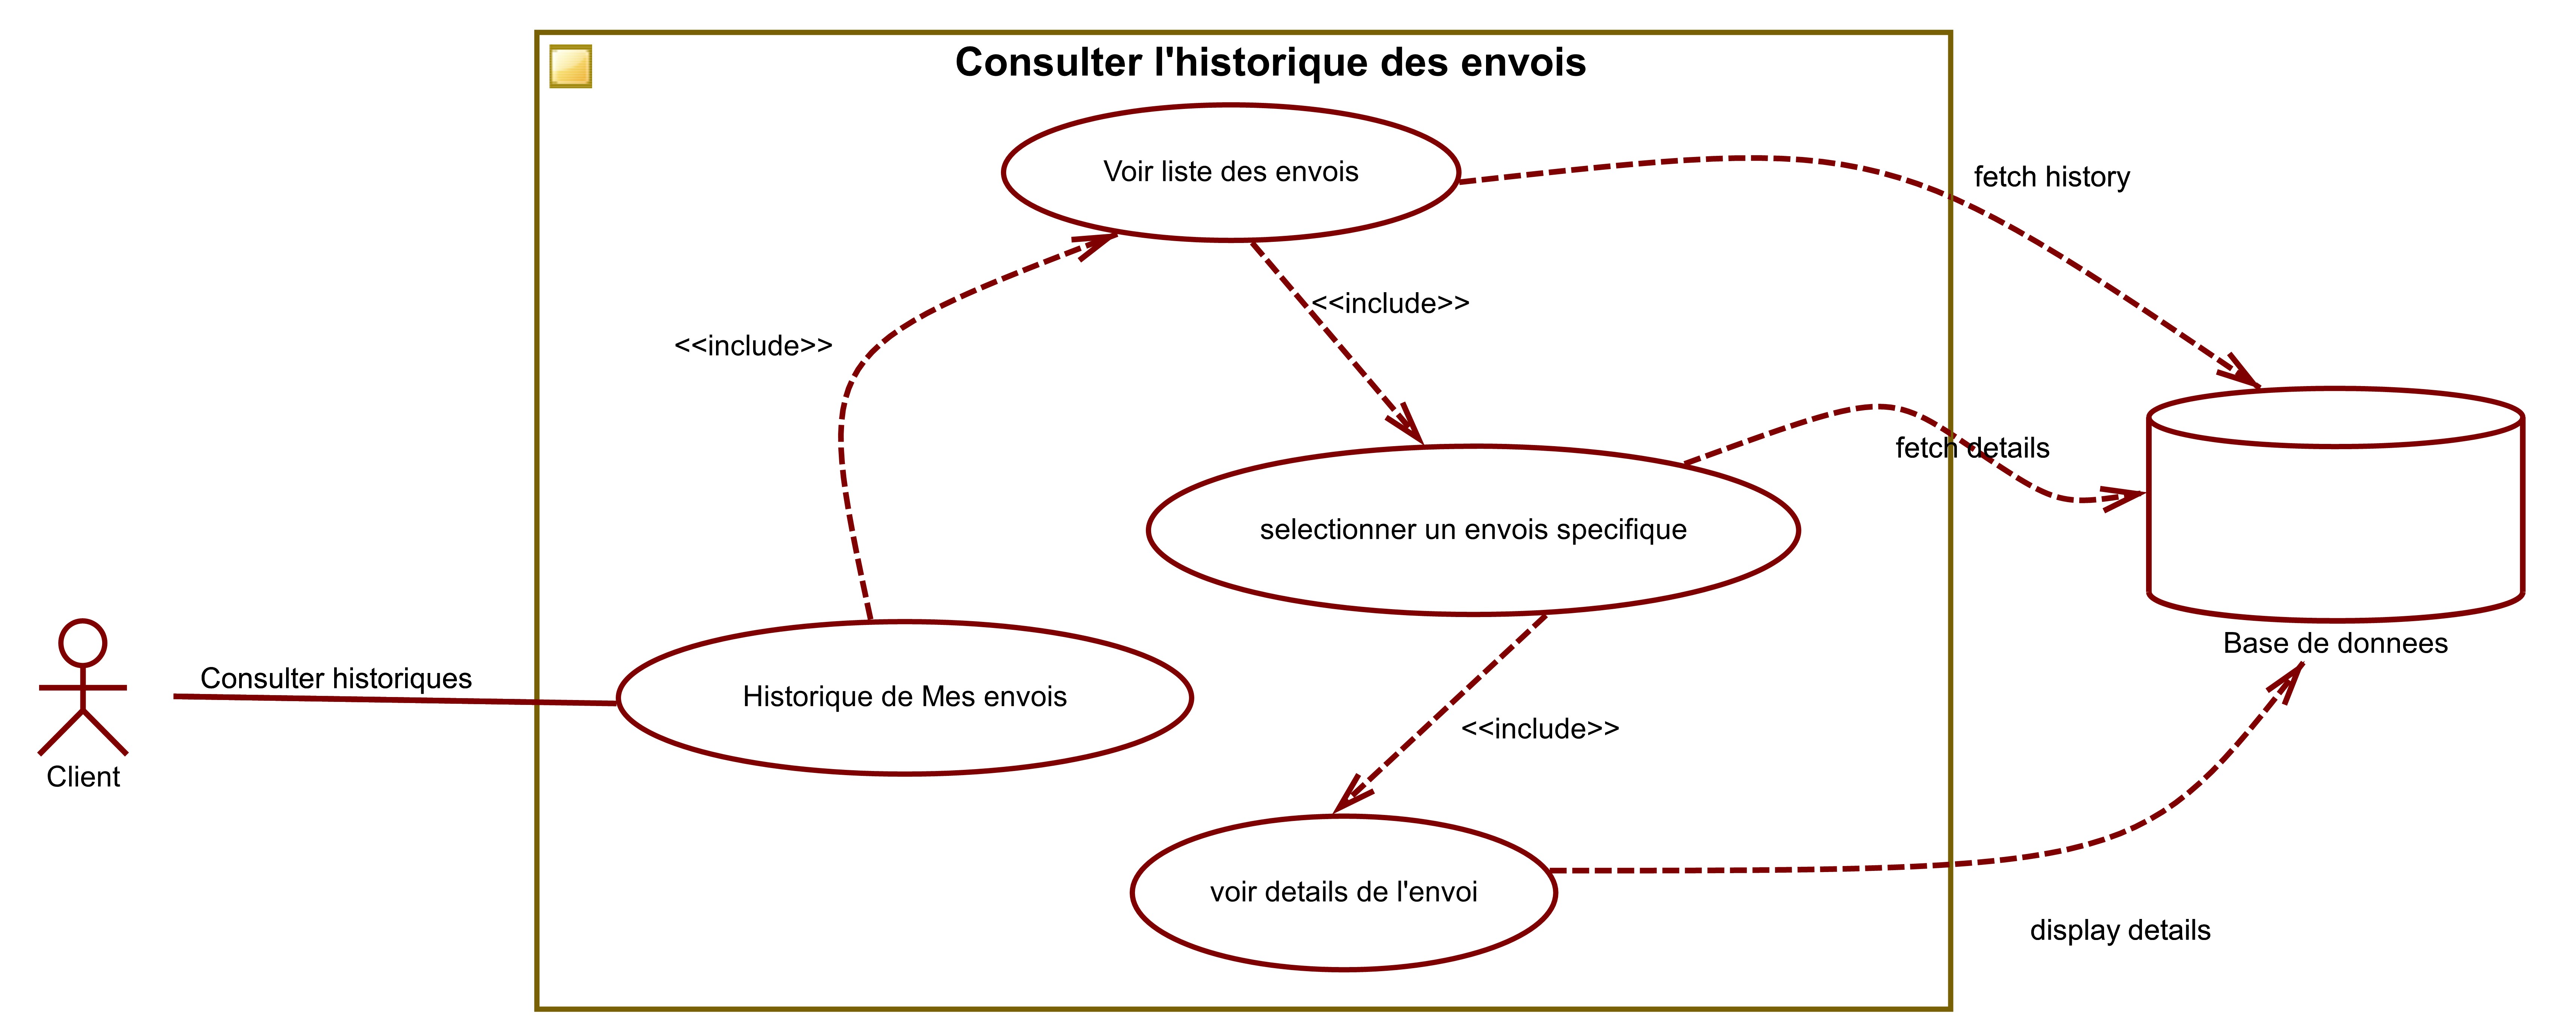 Consulter l'historique des envois
Voir liste des envois
fetch history
<<include>>
<<include>>
fetch details
selectionner un envois specifique
Base de donnees
Consulter historiques
Historique de Mes envois
<<include>>
Client
voir details de l'envoi
display details